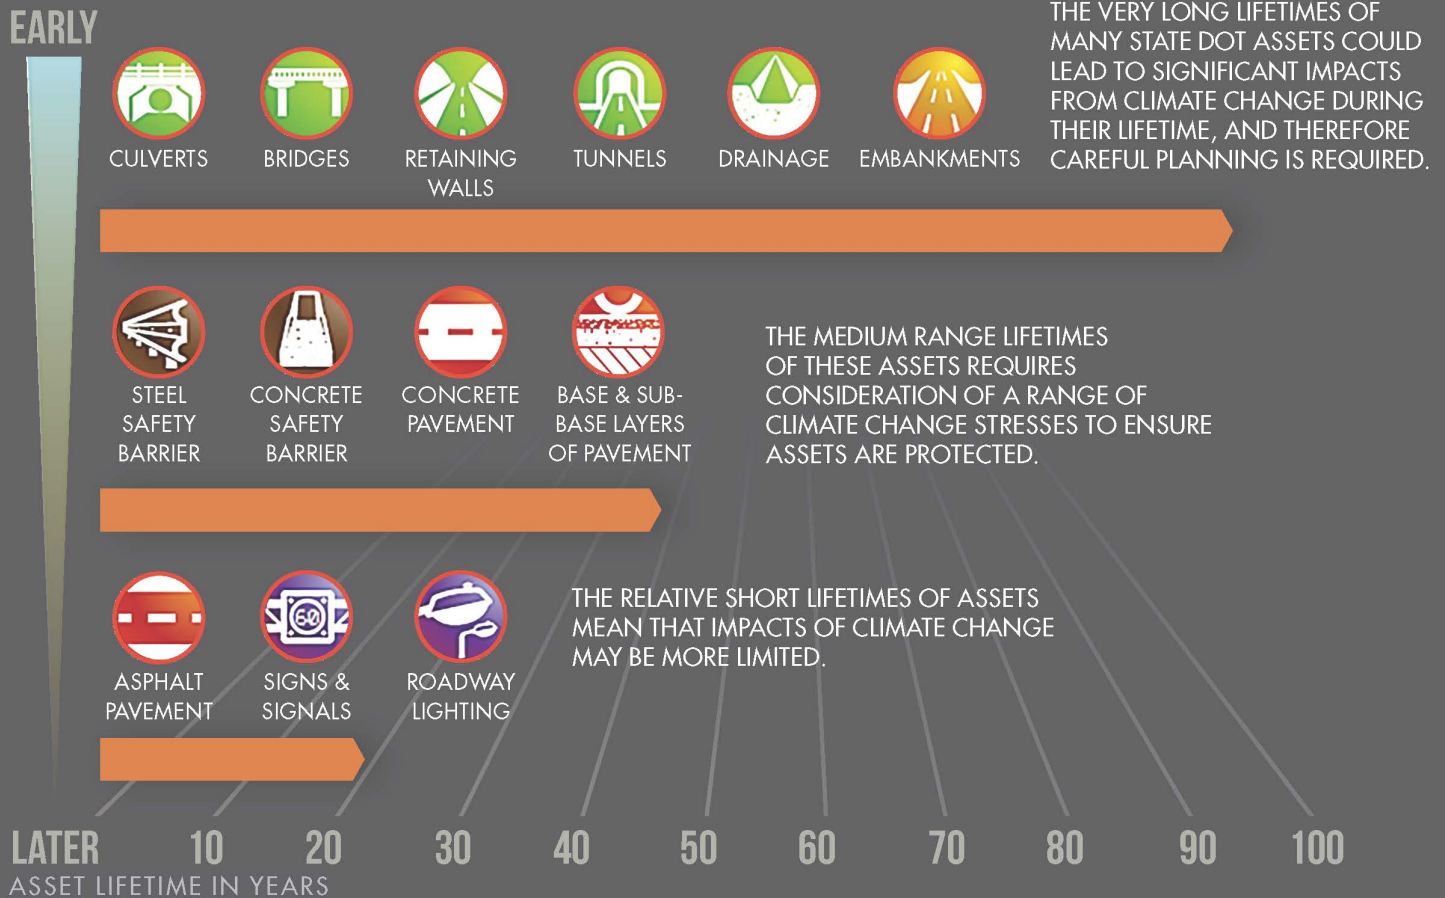 EARLY
THE VERY LONG LIFETIMES OF
MANY STATE DOT ASSETS COULD
LEAD TO SIGNIFICANT IMPACTS
FROM CLIMATE CHANGE DURING
THEIR LIFETIME, AND THEREFORE
CAREFUL PLANNING IS REQUIRED.
CULVERTS
BRIDGES
RETAINING
WALLS
TUNNELS
DRAINAGE
EMBANKMENTS
STEEL
SAFETY
BARRIER
CONCRETE
SAFETY
BARRIER
CONCRETE
PAVEMENT
BASE & SUB-
BASE LAYERS
OF PAVEMENT
THE MEDIUM RANGE LIFETIMES
OF THESE ASSETS REQUIRES
CONSIDERATION OF A RANGE OF
CLIMATE CHANGE STRESSES TO ENSURE
ASSETS ARE PROTECTED.
60
ASPHALT
PAVEMENT
SIGNS &
SIGNALS
ROADWAY
LIGHTING
THE RELATIVE SHORT LIFETIMES OF ASSETS
MEAN THAT IMPACTS OF CLIMATE CHANGE
MAY BE MORE LIMITED.
LATER 10 20 30 40 50 60 70 80 90 100
ASSET LIFETIME IN YEARS